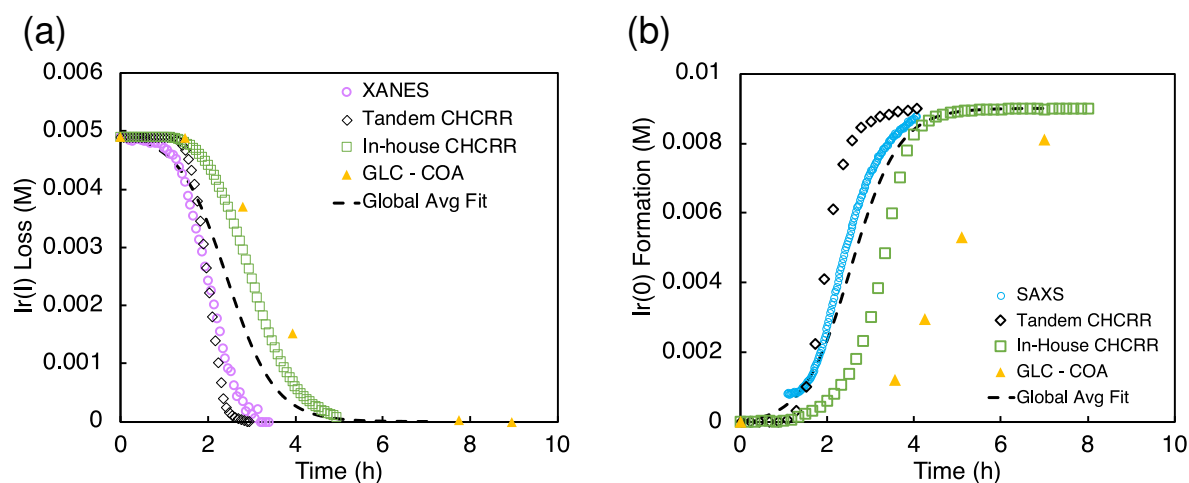 (a)
0.006
0.005
0.004
0.003
0.002
0.001
0
Ir(I) Loss (M)
XANES
Tandem CHCRR
In-house CHCRR
GLC - COA
Global Avg Fit
0 2 4 6 8 10
Time (h)
(b)
0.01
0.008
0.006
0.004
0.002
0
Ir(0) Formation (M)
SAXS
Tandem CHCRR
In-House CHCRR
GLC - COA
Global Avg Fit
0 2 4 6 8 10
Time (h)